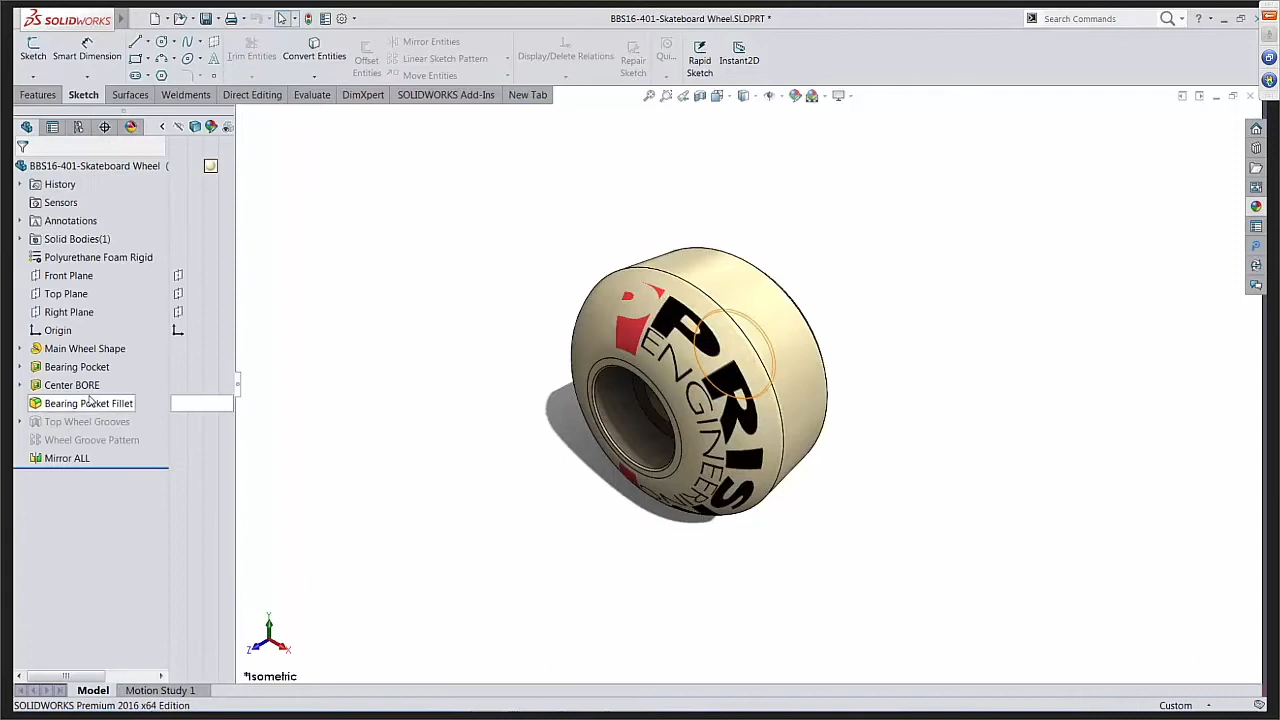 SOLIDWORKS
BBS16-401-Skateboard Wheel.SLDPRT *
Search Commands
Sketch
Smart Dimension
Trim Entities
Convert Entities
Offset Entities
Mirror Entities
Linear Sketch Pattern
Move Entities
Display/Delete Relations
Repair Sketch
Qui...
Rapid Sketch
Instant2D
Features
Sketch
Surfaces
Weldments
Direct Editing
Evaluate
DimXpert
SOLIDWORKS Add-Ins
New Tab
BBS16-401-Skateboard Wheel (
History
Sensors
Annotations
Solid Bodies(1)
Polyurethane Foam Rigid
Front Plane
Top Plane
Right Plane
Origin
Main Wheel Shape
Bearing Pocket
Center BORE
Bearing Pocket Fillet
Top Wheel Grooves
Wheel Groove Pattern
Mirror ALL
PRIS
ENGINEER
Y
Z
X
*Isometric
Model
Motion Study 1
SOLIDWORKS Premium 2016 x64 Edition
Custom